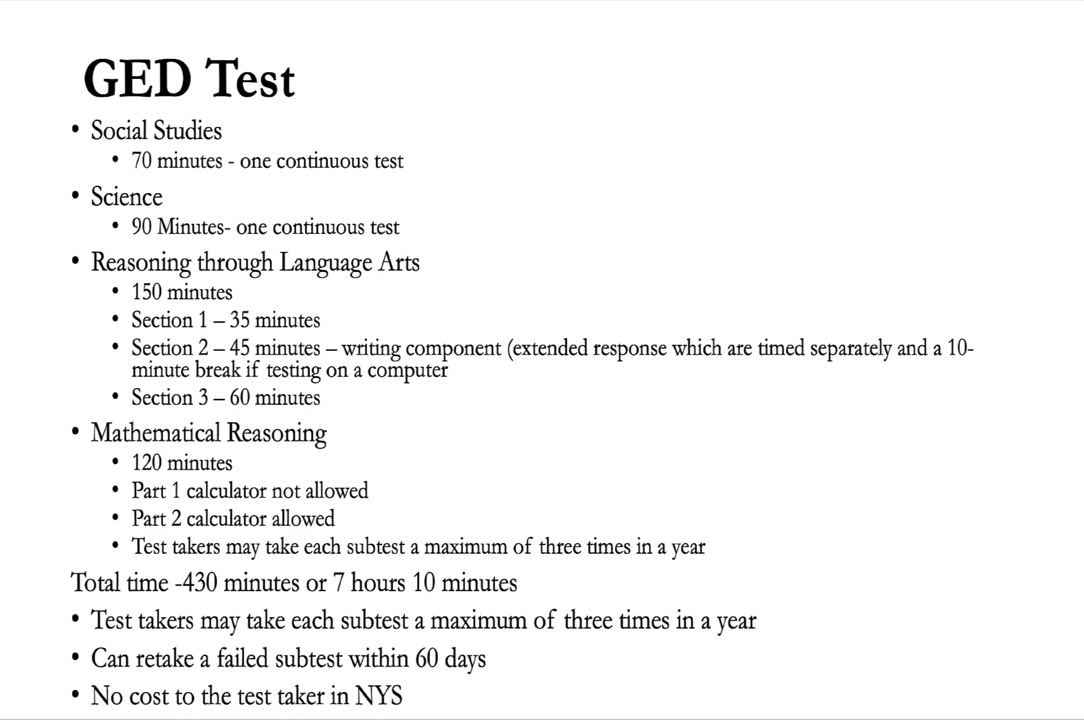 GED Test
• Social Studies
• 70 minutes - one continuous test
• Science
• 90 Minutes- one continuous test
• Reasoning through Language Arts
• 150 minutes
• Section 1 – 35 minutes
• Section 2 – 45 minutes – writing component (extended response which are timed separately and a 10-
minute break if testing on a computer
• Section 3 – 60 minutes
• Mathematical Reasoning
• 120 minutes
• Part 1 calculator not allowed
• Part 2 calculator allowed
• Test takers may take each subtest a maximum of three times in a year
Total time -430 minutes or 7 hours 10 minutes
• Test takers may take each subtest a maximum of three times in a year
• Can retake a failed subtest within 60 days
• No cost to the test taker in NYS